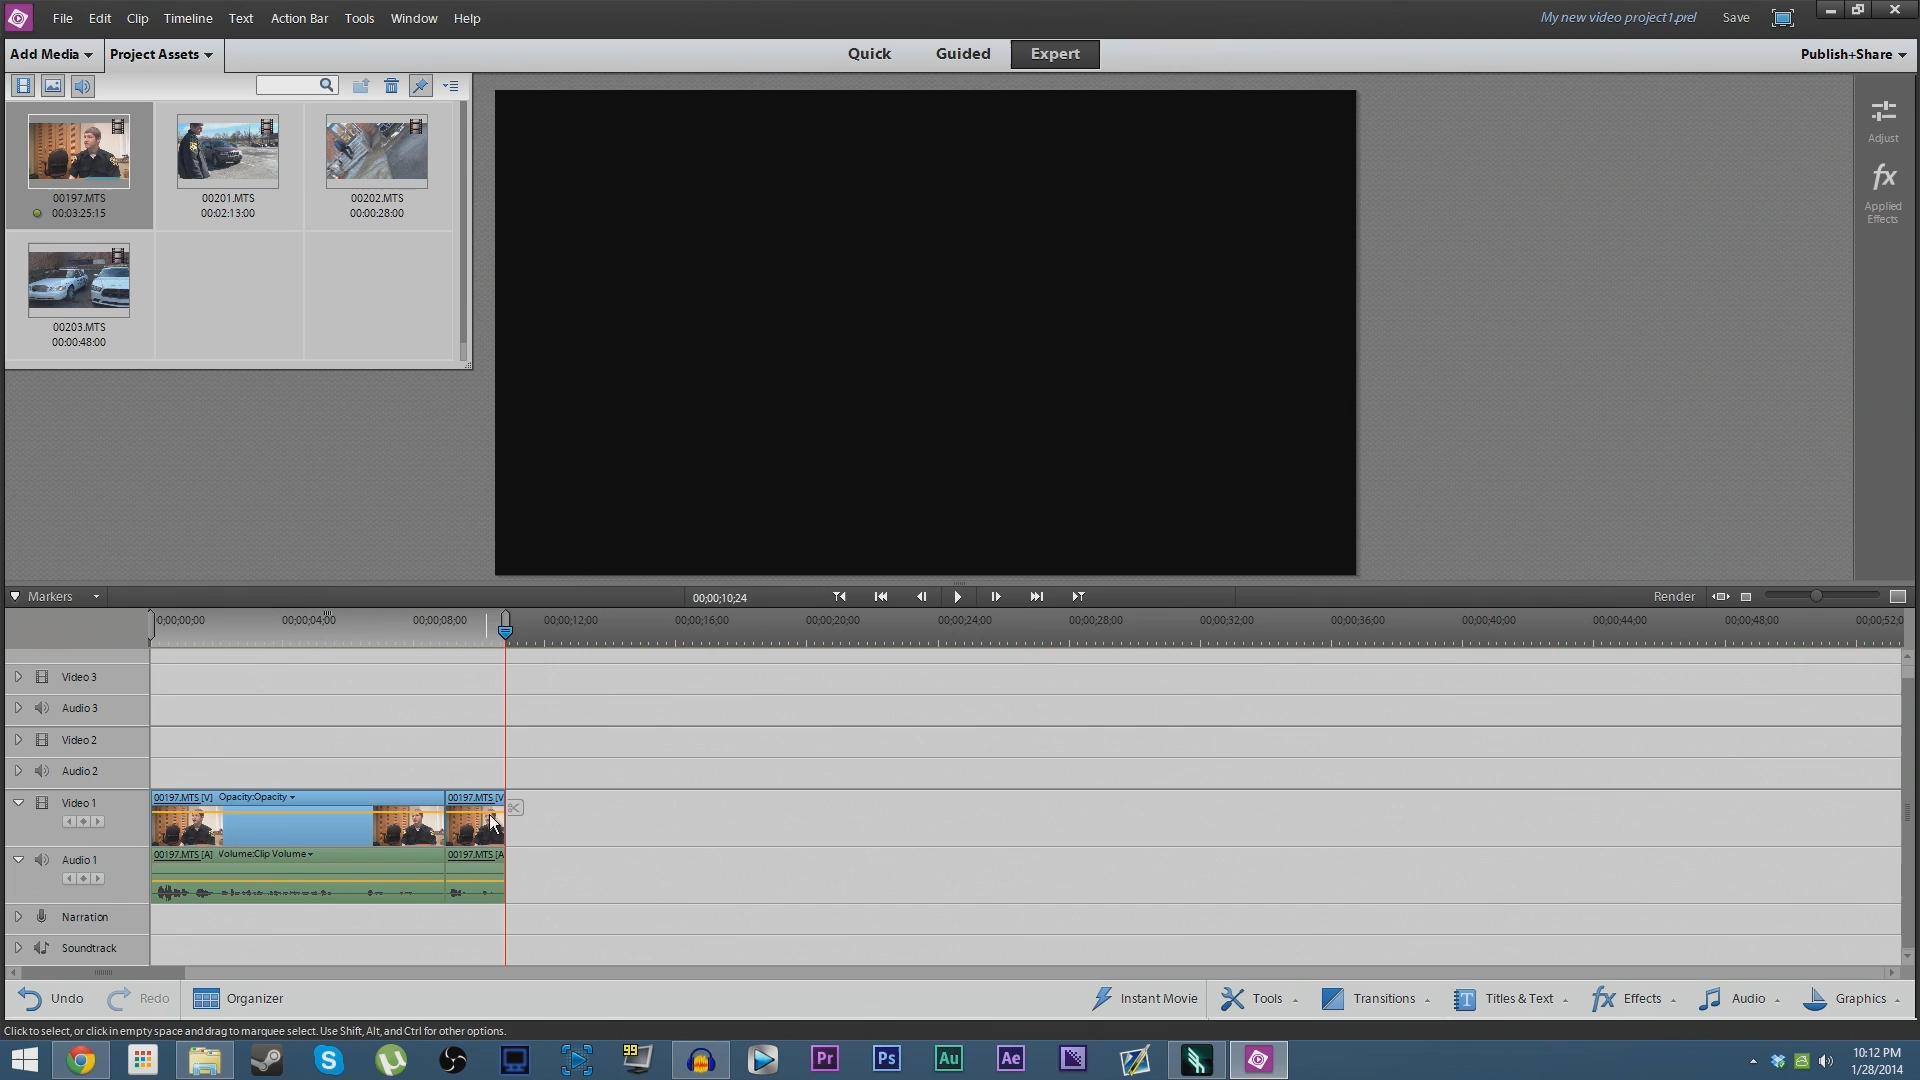 File Edit Clip Timeline Text Action Bar Tools Window Help
My new video project1.prel Save
Add Media Project Assets
Quick Guided Expert
Publish+Share
00197.MTS 00201.MTS 00202.MTS
00:03:25:15 00:02:13:00 00:00:28:00
00203.MTS
00:00:48:00
Adjust
fx
Applied
Effects
Markers
00;00;10;24
Render
00;00;00;00 00;00;04;00 00;00;08;00 00;00;12;00 00;00;16;00 00;00;20;00 00;00;24;00 00;00;28;00 00;00;32;00 00;00;36;00 00;00;40;00 00;00;44;00 00;00;48;00 00;00;52;0
Video 3
Audio 3
Video 2
Audio 2
Video 1
00197.MTS [V] Opacity:Opacity 00197.MTS [V
Audio 1
00197.MTS [A] Volume:Clip Volume 00197.MTS [A
Narration
Soundtrack
Undo Redo Organizer
Instant Movie Tools Transitions T Titles & Text fx Effects Audio Graphics
Click to select, or click in empty space and drag to marquee select. Use Shift, Alt, and Ctrl for other options.
99 Pr Ps Au Ae
10:12 PM
1/28/2014